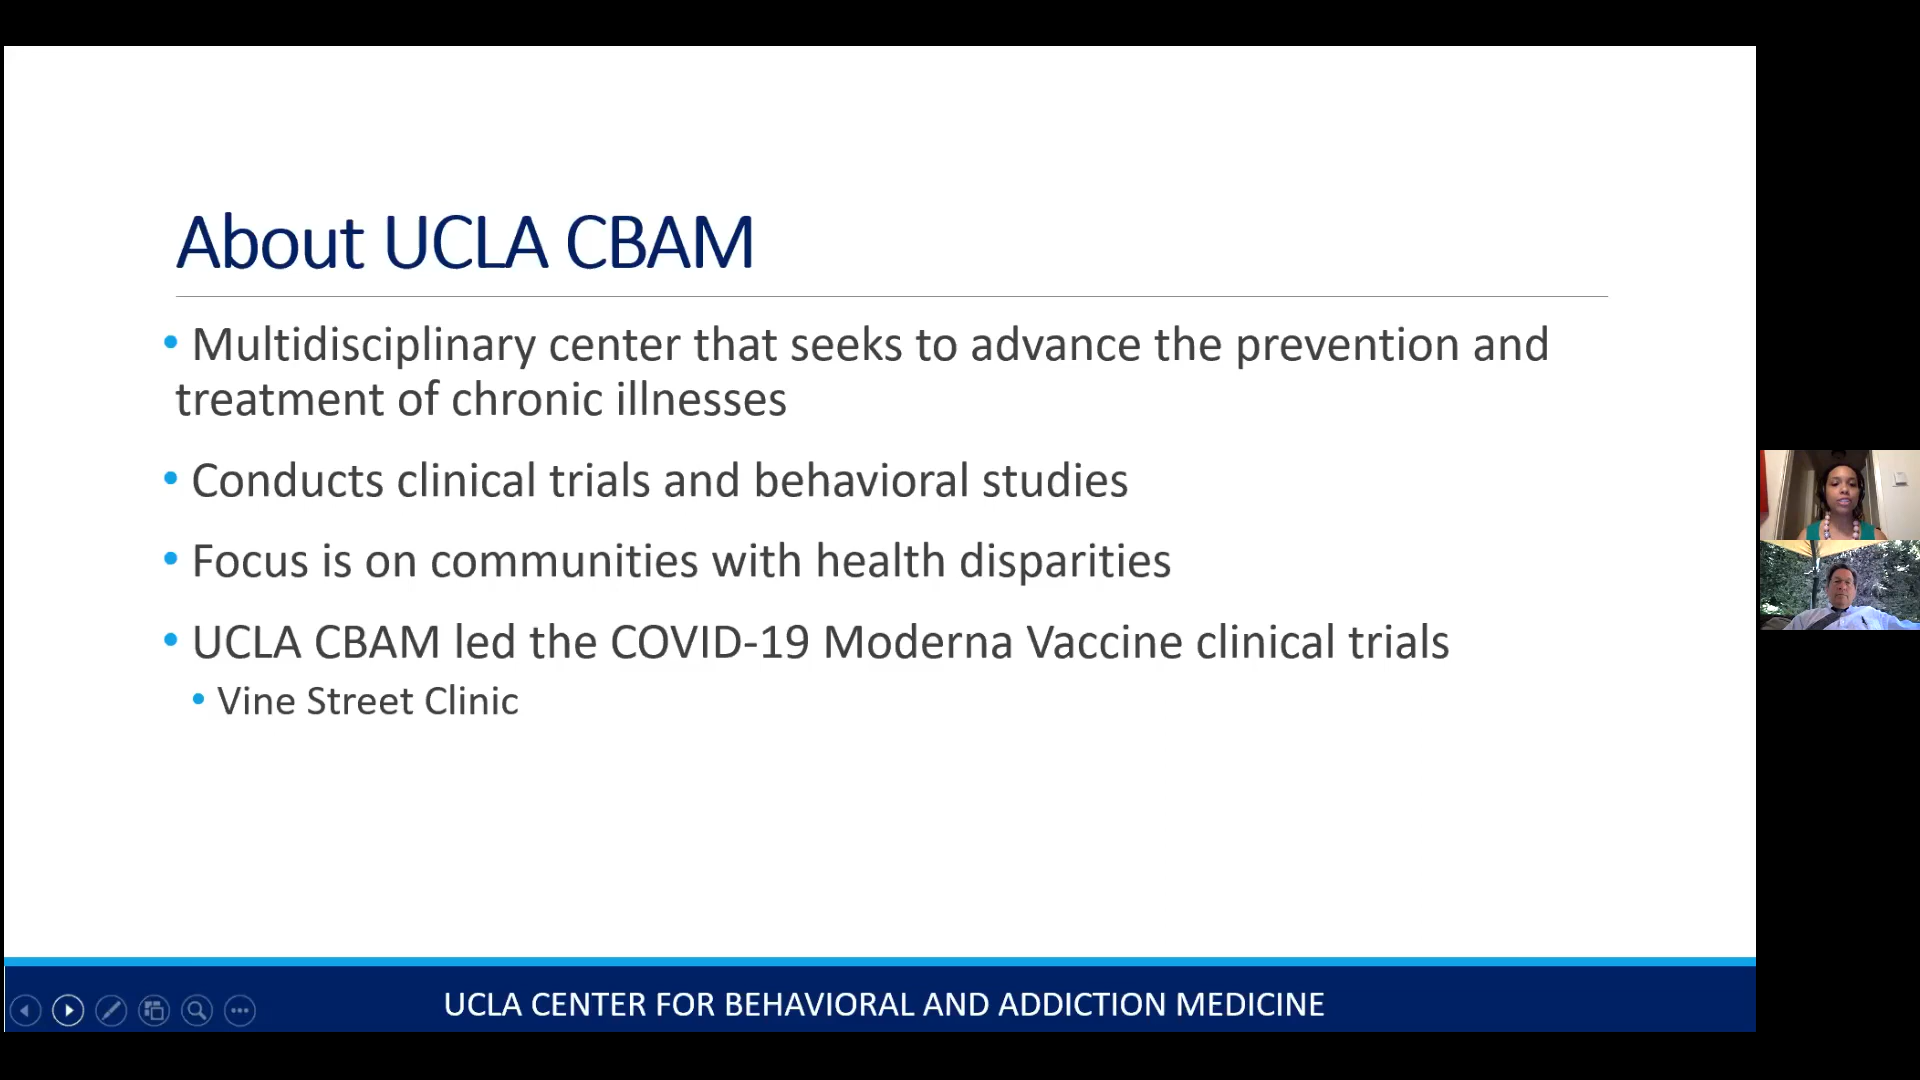 About UCLA CBAM
• Multidisciplinary center that seeks to advance the prevention and
treatment of chronic illnesses
• Conducts clinical trials and behavioral studies
• Focus is on communities with health disparities
• UCLA CBAM led the COVID-19 Moderna Vaccine clinical trials
• Vine Street Clinic
UCLA CENTER FOR BEHAVIORAL AND ADDICTION MEDICINE